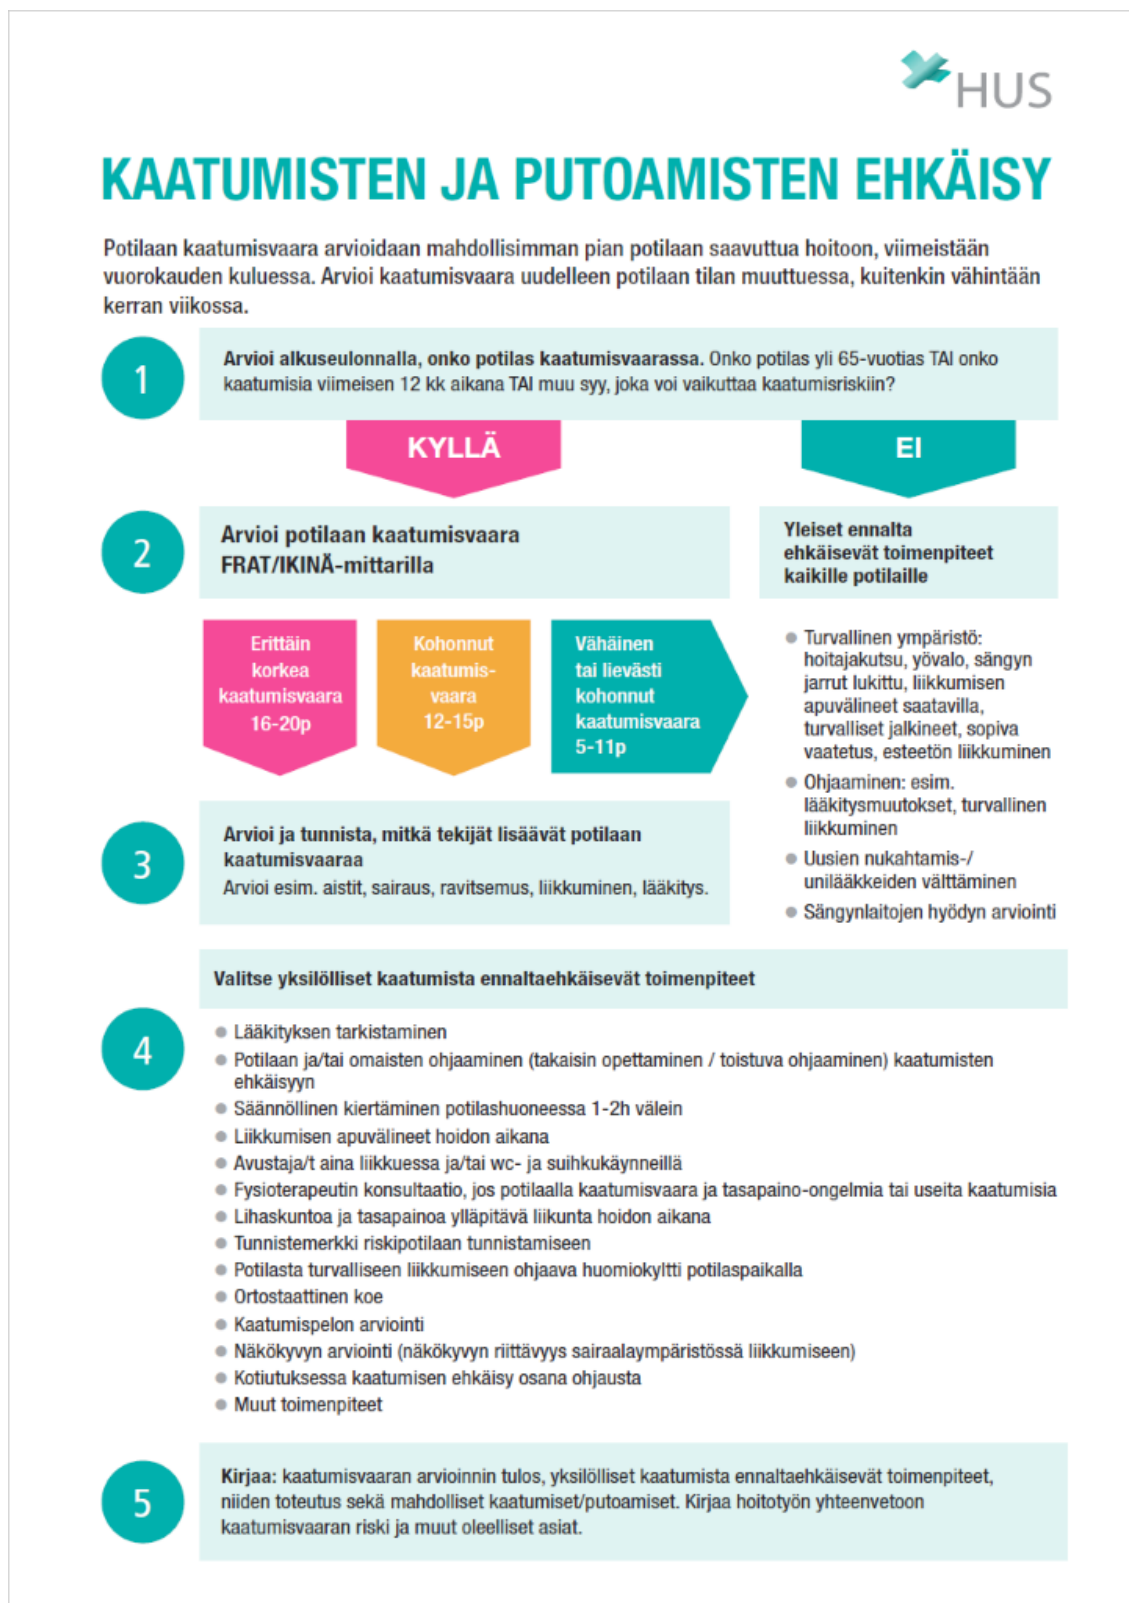 HUS
KAATUMISTEN JA PUTOAMISTEN EHKÄISY
Potilaan kaatumisvaara arvioidaan mahdollisimman pian potilaan saavuttua hoitoon, viimeistään
vuorokauden kuluessa. Arvioi kaatumisvaara uudelleen potilaan tilan muuttuessa, kuitenkin vähintään
kerran viikossa.
1
Arvioi alkuseulonnalla, onko potilas kaatumisvaarassa. Onko potilas yli 65-vuotias TAI onko
kaatumisia viimeisen 12 kk aikana TAI muu syy, joka voi vaikuttaa kaatumisriskiin?
KYLLÄ
EI
2
Arvioi potilaan kaatumisvaara
FRAT/IKINÄ-mittarilla
Yleiset ennalta
ehkäisevät toimenpiteet
kaikille potilaille
Erittäin
korkea
kaatumisvaara
16-20p
Kohonnut
kaatumis-
vaara
12-15p
Vähäinen
tai lievästi
kohonnut
kaatumisvaara
5-11p
● Turvallinen ympäristö:
hoitajakutsu, yövalo, sängyn
jarrut lukittu, liikkumisen
apuvälineet saatavilla,
turvalliset jalkineet, sopiva
vaatetus, esteetön liikkuminen
● Ohjaaminen: esim.
lääkitysmuutokset, turvallinen
liikkuminen
● Uusien nukahtamis-/
unilääkkeiden välttäminen
● Sängynlaitojen hyödyn arviointi
3
Arvioi ja tunnista, mitkä tekijät lisäävät potilaan
kaatumisvaaraa
Arvioi esim. aistit, sairaus, ravitsemus, liikkuminen, lääkitys.
Valitse yksilölliset kaatumista ennaltaehkäisevät toimenpiteet
4
● Lääkityksen tarkistaminen
● Potilaan ja/tai omaisten ohjaaminen (takaisin opettaminen / toistuva ohjaaminen) kaatumisten
ehkäisyyn
● Säännöllinen kiertäminen potilashuoneessa 1-2h välein
● Liikkumisen apuvälineet hoidon aikana
● Avustaja/t aina liikkuessa ja/tai wc- ja suihkukäynneillä
● Fysioterapeutin konsultaatio, jos potilaalla kaatumisvaara ja tasapaino-ongelmia tai useita kaatumisia
● Lihaskuntoa ja tasapainoa ylläpitävä liikunta hoidon aikana
● Tunnistemerkki riskipotilaan tunnistamiseen
● Potilasta turvalliseen liikkumiseen ohjaava huomiokyltti potilaspaikalla
● Ortostaattinen koe
● Kaatumispelon arviointi
● Näkökyvyn arviointi (näkökyvyn riittävyys sairaalaympäristössä liikkumiseen)
● Kotiutuksessa kaatumisen ehkäisy osana ohjausta
● Muut toimenpiteet
5
Kirjaa: kaatumisvaaran arvioinnin tulos, yksilölliset kaatumista ennaltaehkäisevät toimenpiteet,
niiden toteutus sekä mahdolliset kaatumiset/putoamiset. Kirjaa hoitotyön yhteenvetoon
kaatumisvaaran riski ja muut oleelliset asiat.